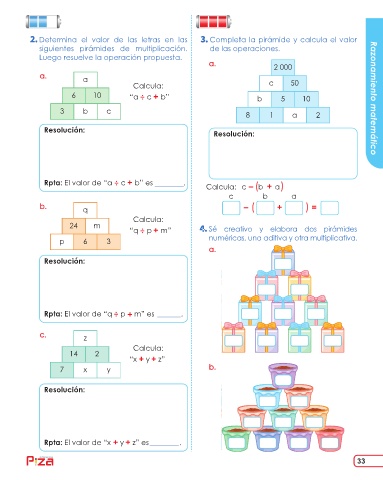 2. Determina el valor de las letras en las
siguientes pirámides de multiplicación.
Luego resuelve la operación propuesta.
a.
a
6 10
3 b c
Calcula:
"a ÷ c + b"
Resolución:
Rpta: El valor de "a ÷ c + b" es ________.
b.
q
24 m
p 6 3
Calcula:
"q ÷ p + m"
Resolución:
Rpta: El valor de "q ÷ p + m" es ______.
c.
z
14 2
7 x y
Calcula:
"x + y ÷ z"
Resolución:
Rpta: El valor de "x + y ÷ z" es ________.
3. Completa la pirámide y calcula el valor
de las operaciones.
a.
2 000
c 50
b 5 10
8 1 a 2
Resolución:
Calcula: c – (b + a)
c b a
– ( + ) =
4. Sé creativo y elabora dos pirámides
numéricas, una aditiva y otra multiplicativa.
a.
b.
Razonamiento matemático
Piza
33